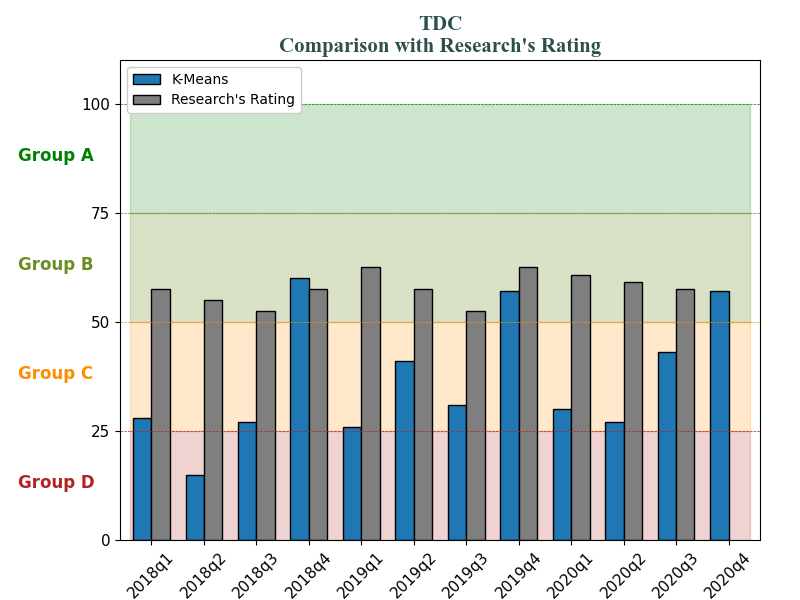 TDC
Comparison with Research's Rating
K-Means
Research's Rating
100
Group A
75
Group B
50
Group C
25
Group D
0
2018q1
2018q2
2018q3
2018q4
2019q1
2019q2
2019q3
2019q4
2020q1
2020q2
2020q3
2020q4